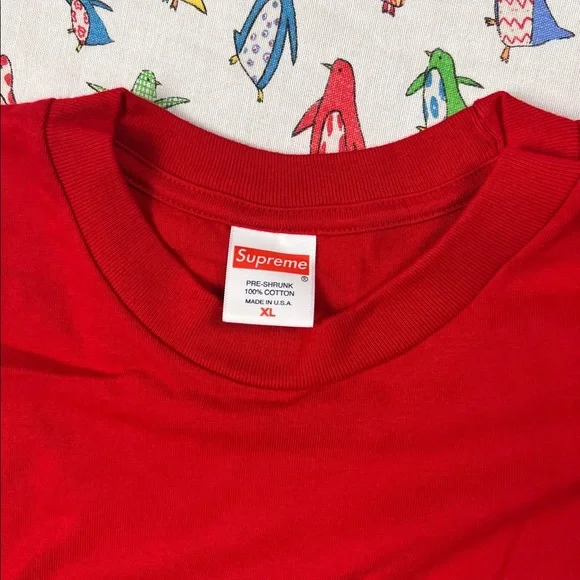 Supreme
®
PRE-SHRUNK
100% COTTON
MADE IN U.S.A.
XL